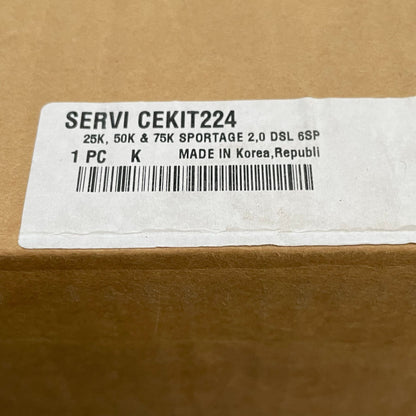 SERVI CEKIT224
25K, 50K & 75K SPORTAGE 2,0 DSL 6SP
1 PC K MADE IN Korea,Republi